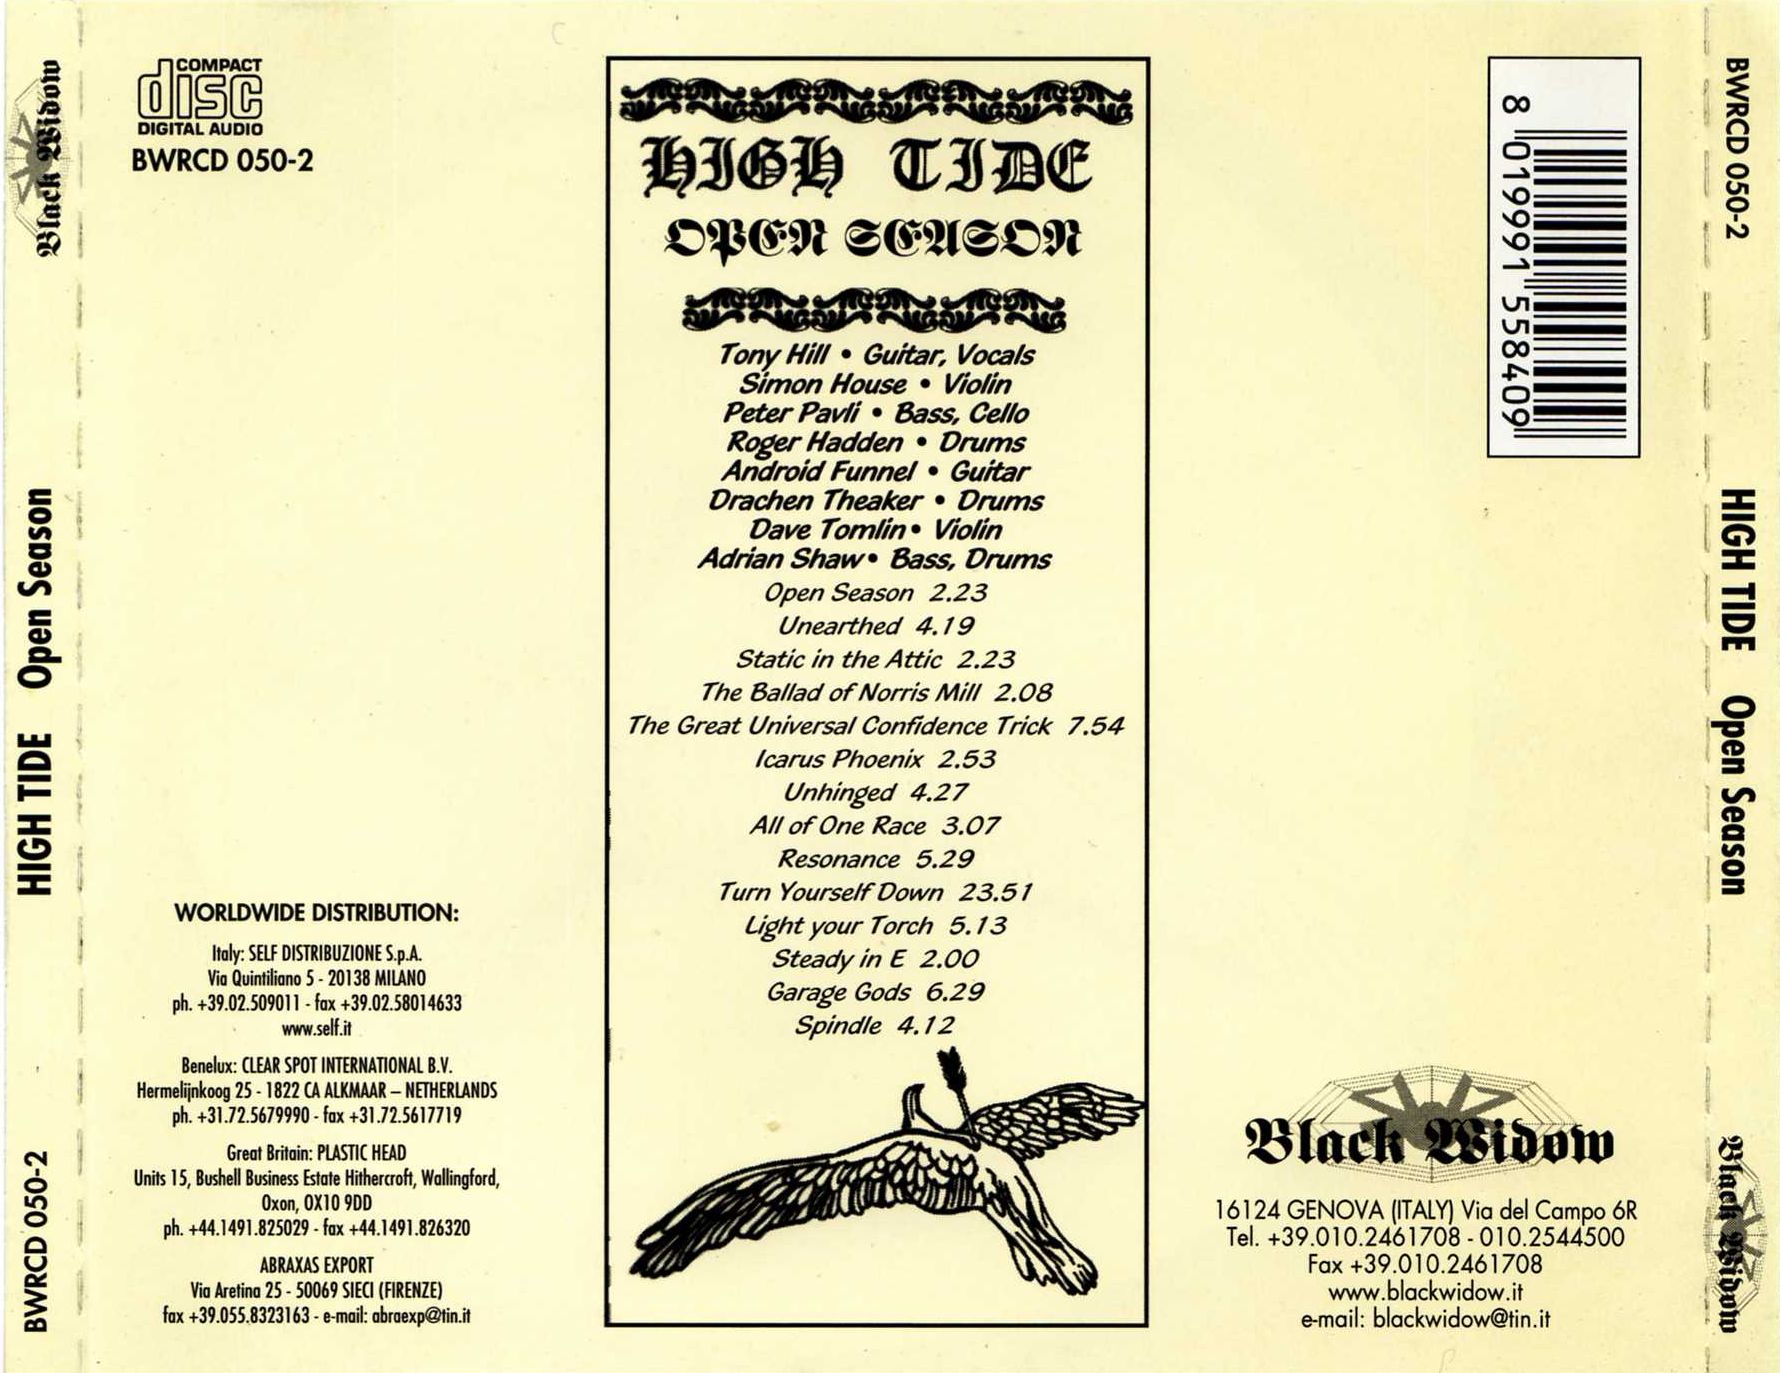 Black Widow
HIGH TIDE Open Season
BWRCD 050-2
COMPACT
disc
DIGITAL AUDIO
BWRCD 050-2
WORLDWIDE DISTRIBUTION:
Italy: SELF DISTRIBUZIONE S.p.A.
Via Quintiliano 5 - 20138 MILANO
ph. +39.02.509011 - fax +39.02.58014633
www.self.it
Benelux: CLEAR SPOT INTERNATIONAL B.V.
Hermelijnkoog 25 - 1822 CA ALKMAAR – NETHERLANDS
ph. +31.72.5679990 - fax +31.72.5617719
Great Britain: PLASTIC HEAD
Units 15, Bushell Business Estate Hithercroft, Wallingford,
Oxon, OX10 9DD
ph. +44.1491.825029 - fax +44.1491.826320
ABRAXAS EXPORT
Via Aretina 25 - 50069 SIECI (FIRENZE)
fax +39.055.8323163 - e-mail: abraexp@tin.it
HIGH TIDE
OPEN SEASON
Tony Hill • Guitar, Vocals
Simon House • Violin
Peter Pavli • Bass, Cello
Roger Hadden • Drums
Android Funnel • Guitar
Drachen Theaker • Drums
Dave Tomlin• Violin
Adrian Shaw• Bass, Drums
Open Season 2.23
Unearthed 4.19
Static in the Attic 2.23
The Ballad of Norris Mill 2.08
The Great Universal Confidence Trick 7.54
Icarus Phoenix 2.53
Unhinged 4.27
All of One Race 3.07
Resonance 5.29
Turn Yourself Down 23.51
Light your Torch 5.13
Steady in E 2.00
Garage Gods 6.29
Spindle 4.12
8 019991 558409
Black Widow
16124 GENOVA (ITALY) Via del Campo 6R
Tel. +39.010.2461708 - 010.2544500
Fax +39.010.2461708
www.blackwidow.it
e-mail: blackwidow@tin.it
BWRCD 050-2
HIGH TIDE Open Season
Black Widow